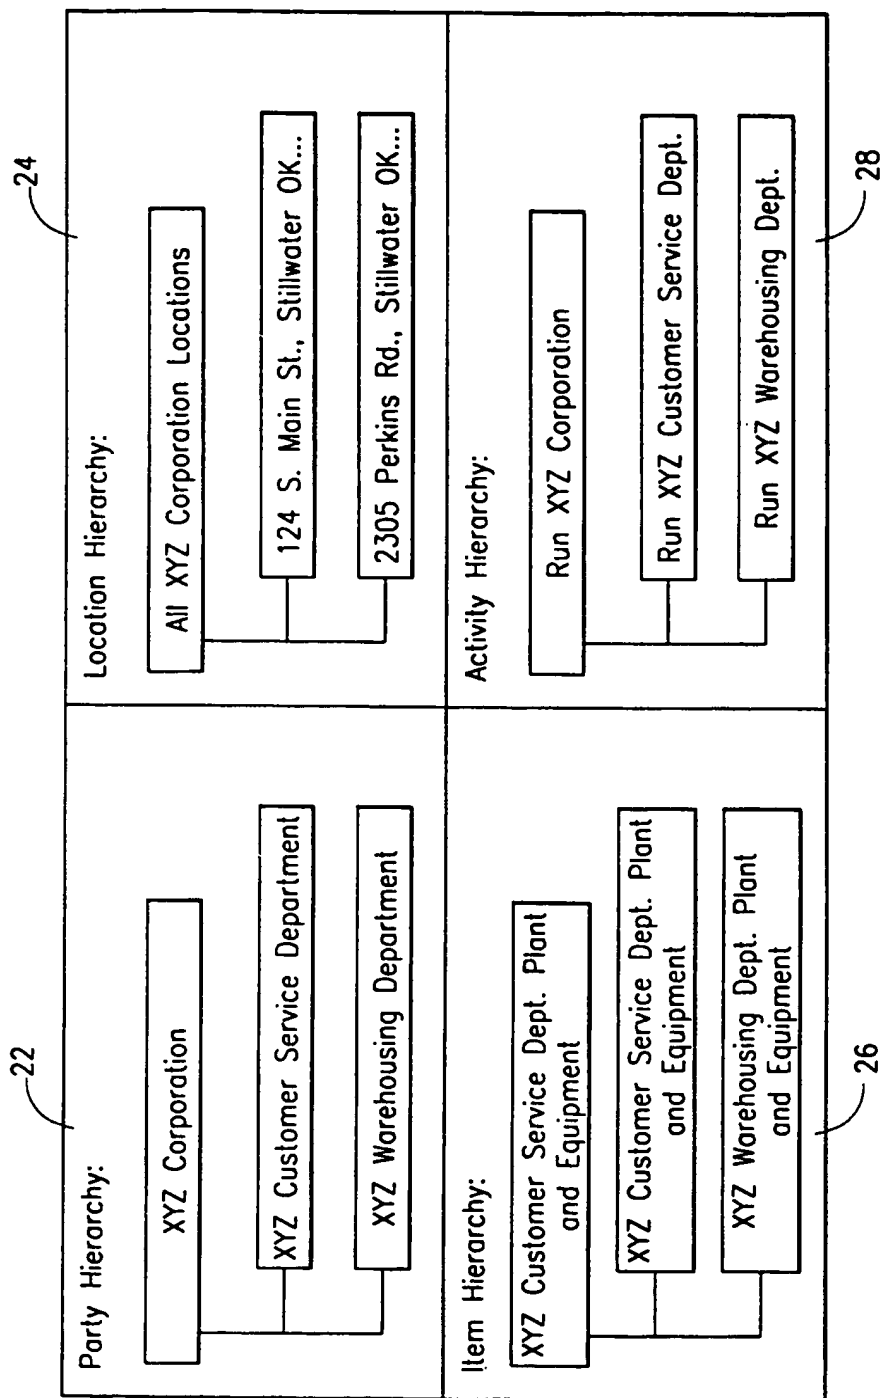 22
24
Party Hierarchy:
XYZ Corporation
XYZ Customer Service Department
XYZ Warehousing Department
Location Hierarchy:
All XYZ Corporation Locations
124 S. Main St., Stillwater OK...
2305 Perkins Rd., Stillwater OK...
Item Hierarchy:
XYZ Customer Service Dept. Plant
and Equipment
XYZ Customer Service Dept. Plant
and Equipment
XYZ Warehousing Dept. Plant
and Equipment
Activity Hierarchy:
Run XYZ Corporation
Run XYZ Customer Service Dept.
Run XYZ Warehousing Dept.
26
28